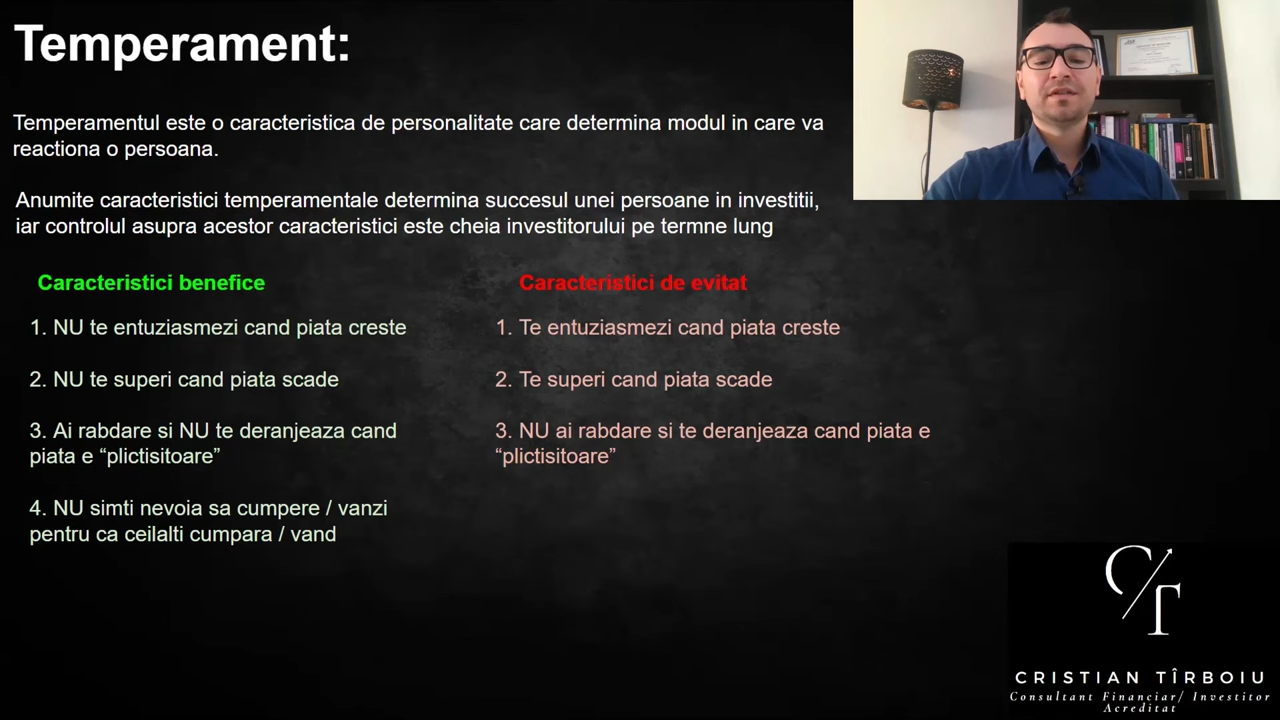 Temperament:
Temperamentul este o caracteristica de personalitate care determina modul in care va
reactiona o persoana.
Anumite caracteristici temperamentale determina succesul unei persoane in investitii,
iar controlul asupra acestor caracteristici este cheia investitorului pe termne lung
Caracteristici benefice
1. NU te entuziasmezi cand piata creste
2. NU te superi cand piata scade
3. Ai rabdare si NU te deranjeaza cand
piata e “plictisitoare”
4. NU simti nevoia sa cumpere / vanzi
pentru ca ceilalti cumpara / vand
Caracteristici de evitat
1. Te entuziasmezi cand piata creste
2. Te superi cand piata scade
3. NU ai rabdare si te deranjeaza cand piata e
“plictisitoare”
CT
CRISTIAN TÎRBOIU
Consultant Financiar/ Investitor
Acreditat